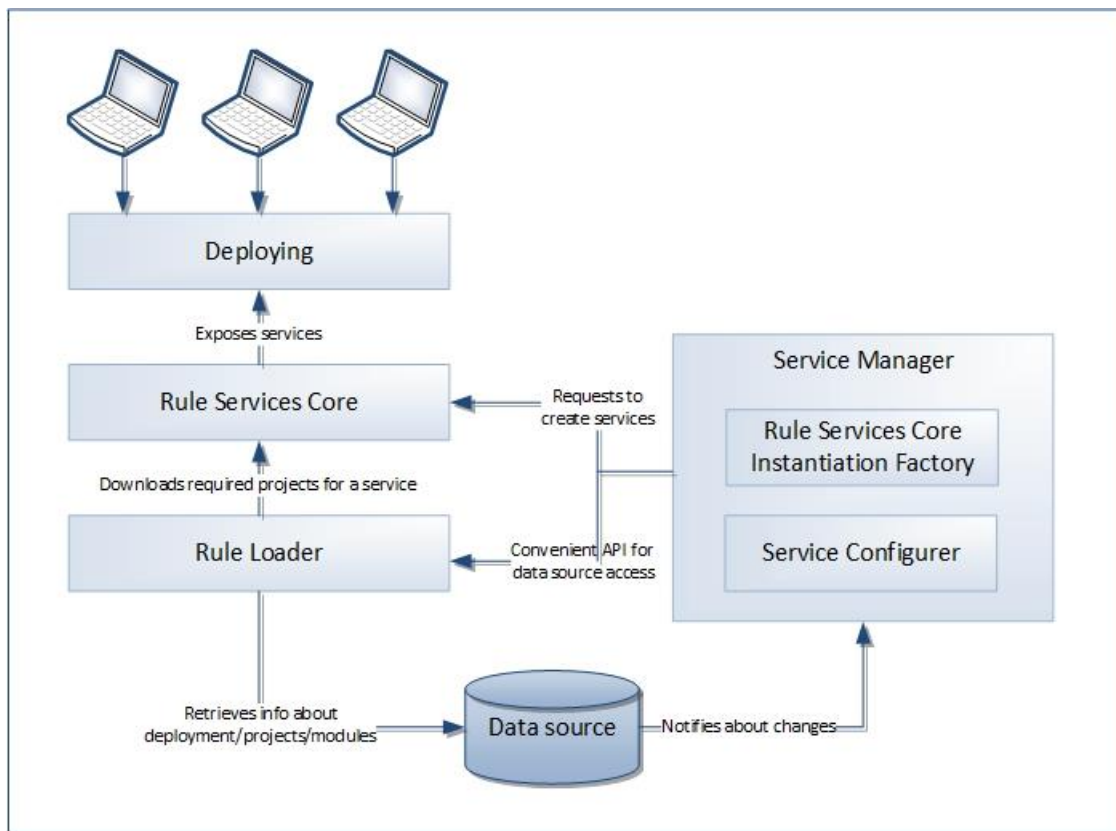 Deploying
Exposes services
Rule Services Core
Downloads required projects for a service
Rule Loader
Requests to
create services
Convenient API for
data source access
Service Manager
Rule Services Core
Instantiation Factory
Service Configurer
Retrieves info about
deployment/projects/modules
Data source
Notifies about changes